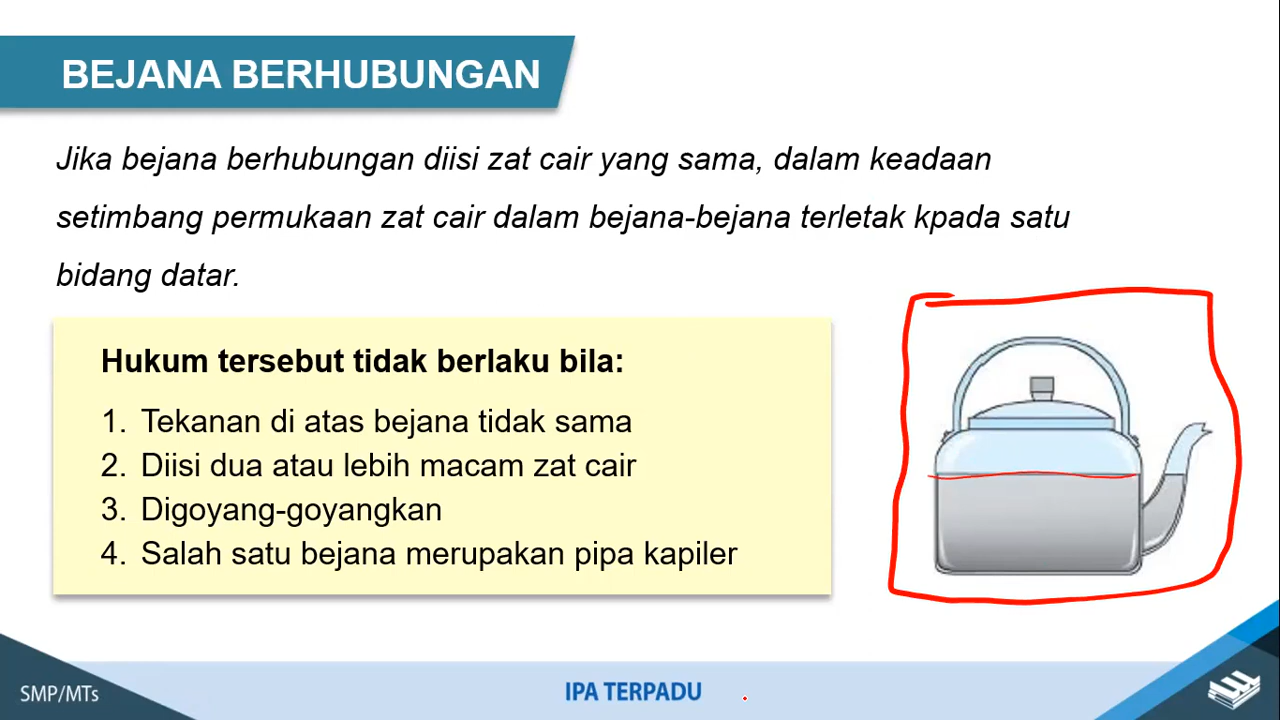 BEJANA BERHUBUNGAN
Jika bejana berhubungan diisi zat cair yang sama, dalam keadaan
setimbang permukaan zat cair dalam bejana-bejana terletak kpada satu
bidang datar.
Hukum tersebut tidak berlaku bila:
1. Tekanan di atas bejana tidak sama
2. Diisi dua atau lebih macam zat cair
3. Digoyang-goyangkan
4. Salah satu bejana merupakan pipa kapiler
SMP/MTs
IPA TERPADU